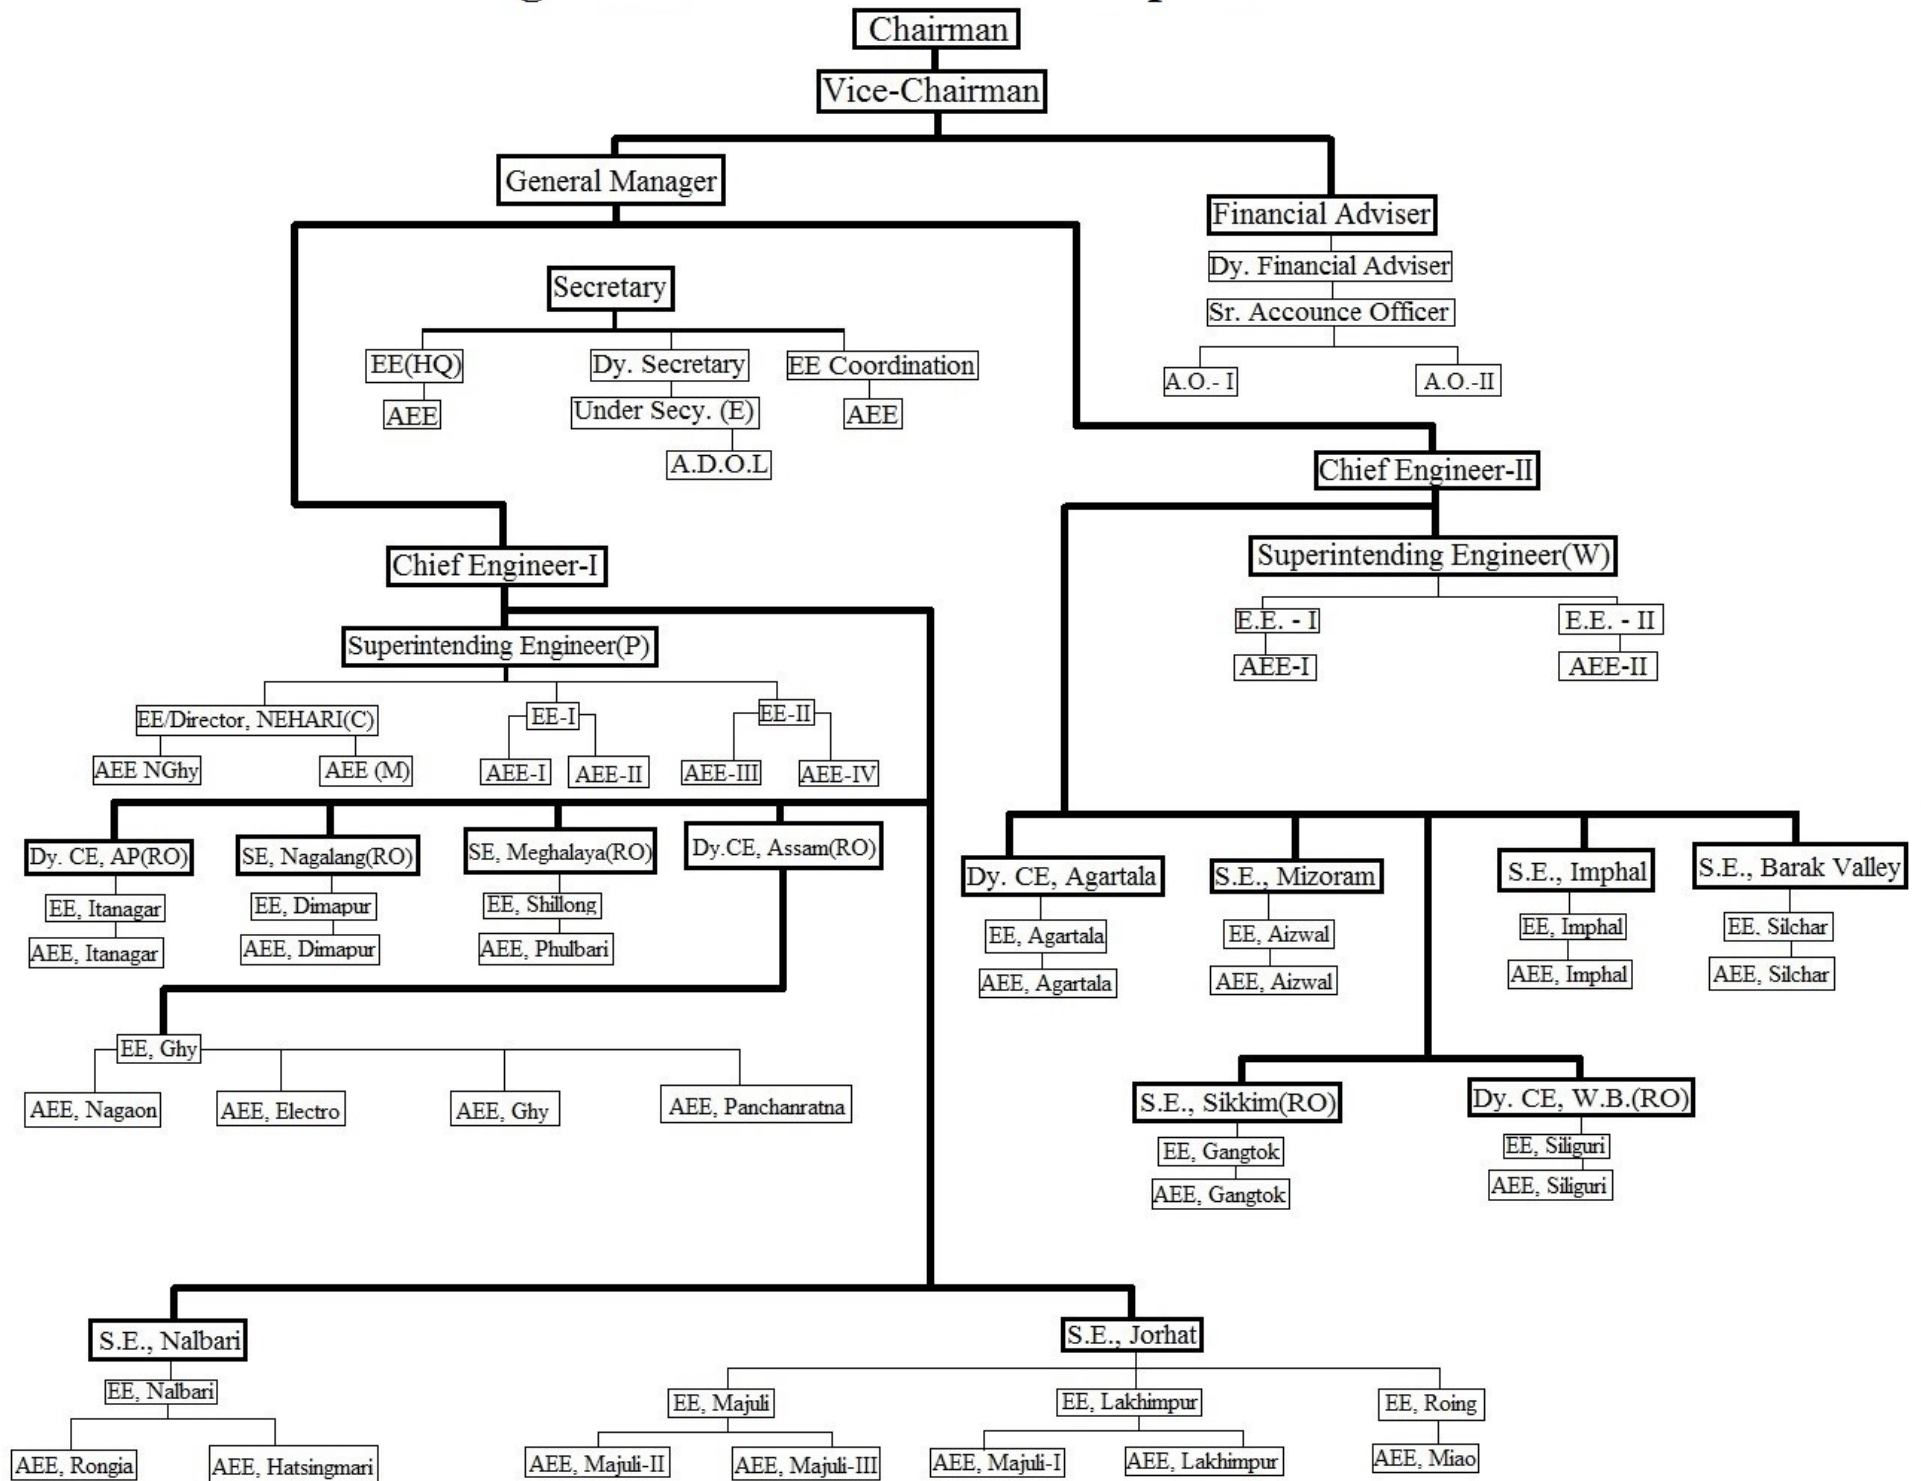 Chairman
Vice-Chairman
General Manager
Financial Adviser
Dy. Financial Adviser
Sr. Accounce Officer
A.O.- I
A.O.-II
Secretary
EE(HQ)
Dy. Secretary
EE Coordination
AEE
Under Secy. (E)
AEE
A.D.O.L
Chief Engineer-II
Superintending Engineer(W)
E.E. - I
E.E. - II
AEE-I
AEE-II
Chief Engineer-I
Superintending Engineer(P)
EE/Director, NEHARI(C)
EE-I
EE-II
AEE NGhy
AEE (M)
AEE-I
AEE-II
AEE-III
AEE-IV
Dy. CE, AP(RO)
SE, Nagalang(RO)
SE, Meghalaya(RO)
Dy.CE, Assam(RO)
EE, Itanagar
EE, Dimapur
EE, Shillong
AEE, Itanagar
AEE, Dimapur
AEE, Phulbari
EE, Ghy
AEE, Nagaon
AEE, Electro
AEE, Ghy
AEE, Panchanratna
Dy. CE, Agartala
S.E., Mizoram
S.E., Imphal
S.E., Barak Valley
EE, Agartala
EE, Aizwal
EE, Imphal
EE. Silchar
AEE, Agartala
AEE, Aizwal
AEE, Imphal
AEE, Silchar
S.E., Sikkim(RO)
Dy. CE, W.B.(RO)
EE, Gangtok
EE, Siliguri
AEE, Gangtok
AEE, Siliguri
S.E., Nalbari
S.E., Jorhat
EE, Nalbari
EE, Majuli
EE, Lakhimpur
EE, Roing
AEE, Rongia
AEE, Hatsingmari
AEE, Majuli-II
AEE, Majuli-III
AEE, Majuli-I
AEE, Lakhimpur
AEE, Miao